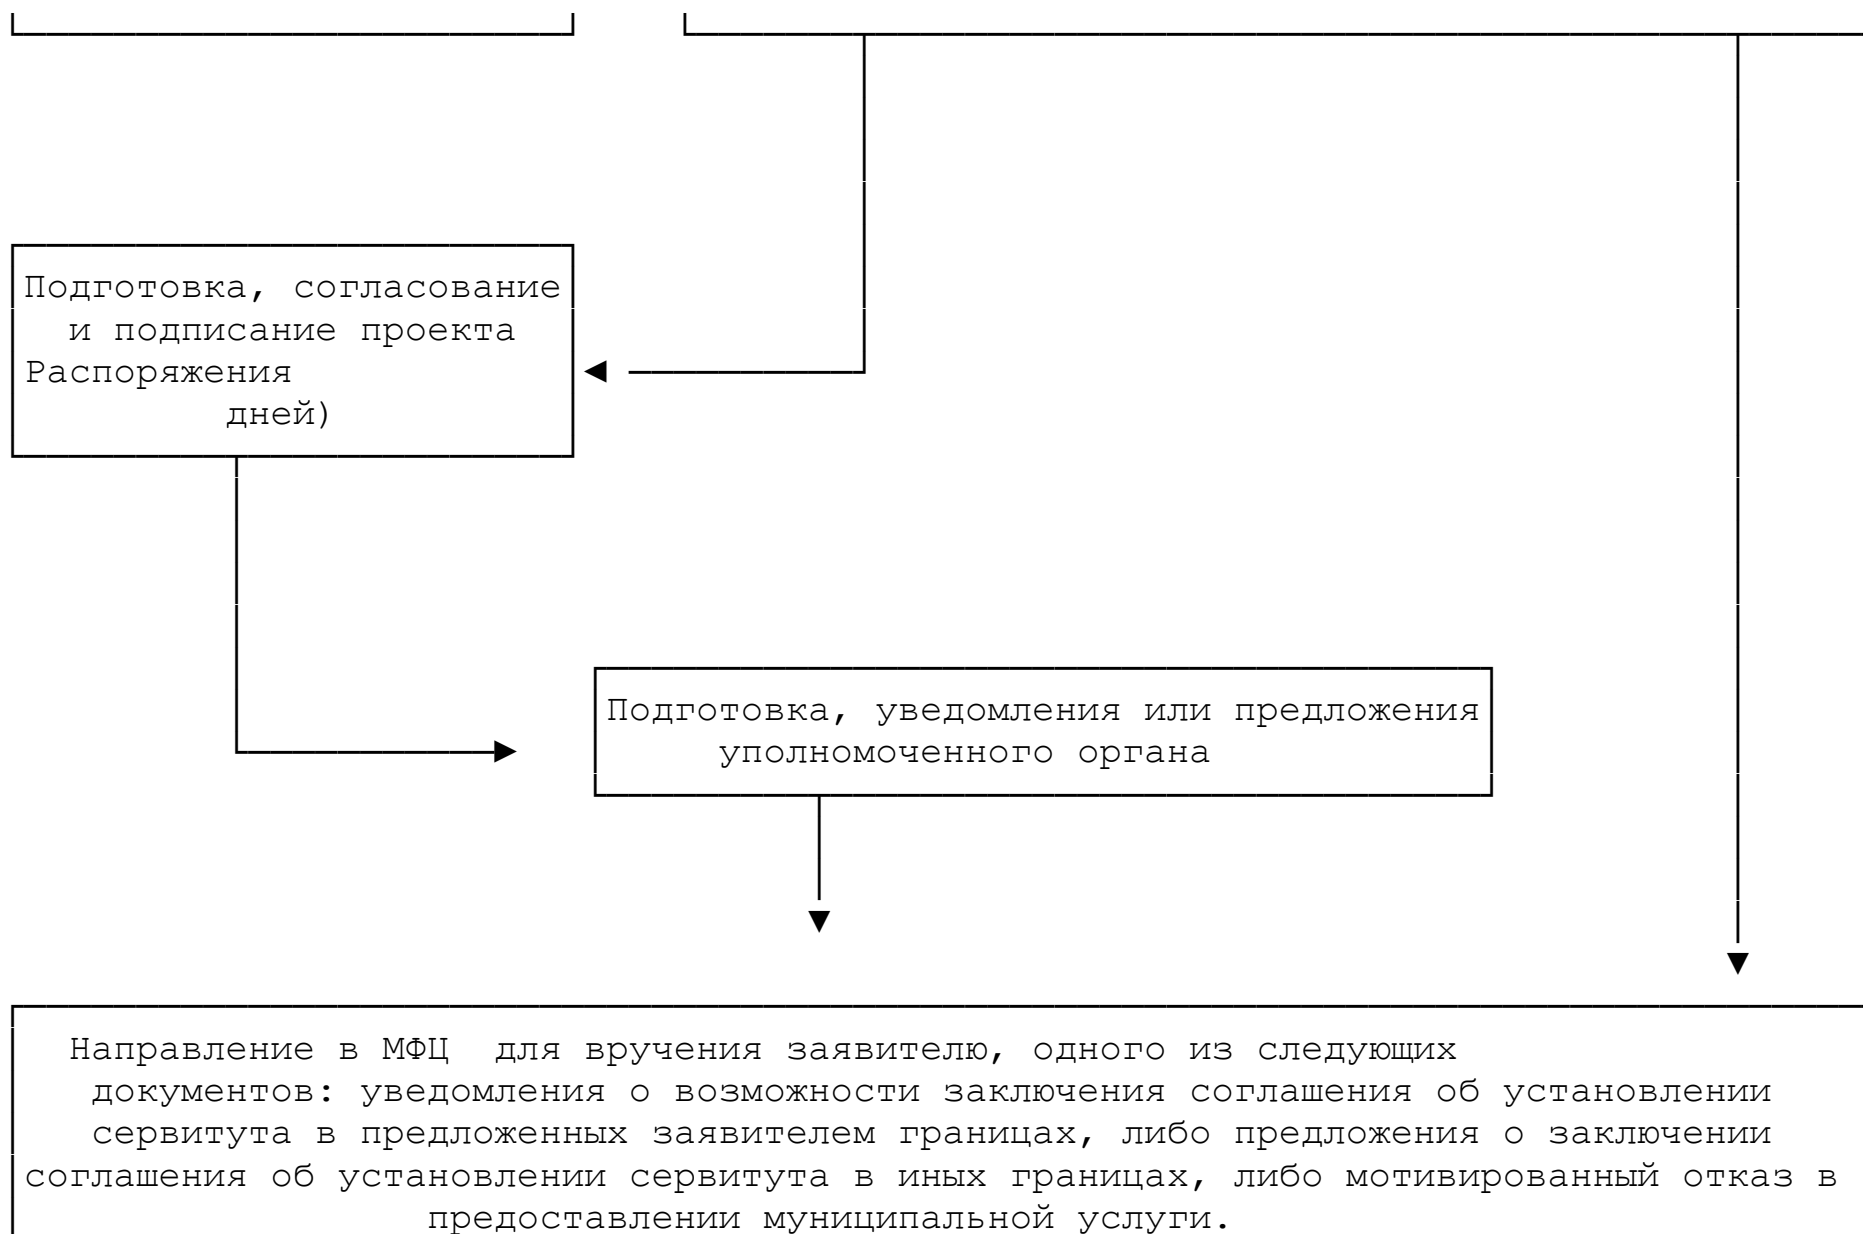 Подготовка, согласование
и подписание проекта
Распоряжения
дней)
Подготовка, уведомления или предложения
уполномоченного органа
Направление в МФЦ для вручения заявителю, одного из следующих
документов: уведомления о возможности заключения соглашения об установлении
сервитута в предложенных заявителем границах, либо предложения о заключении
соглашения об установлении сервитута в иных границах, либо мотивированный отказ в
предоставлении муниципальной услуги.